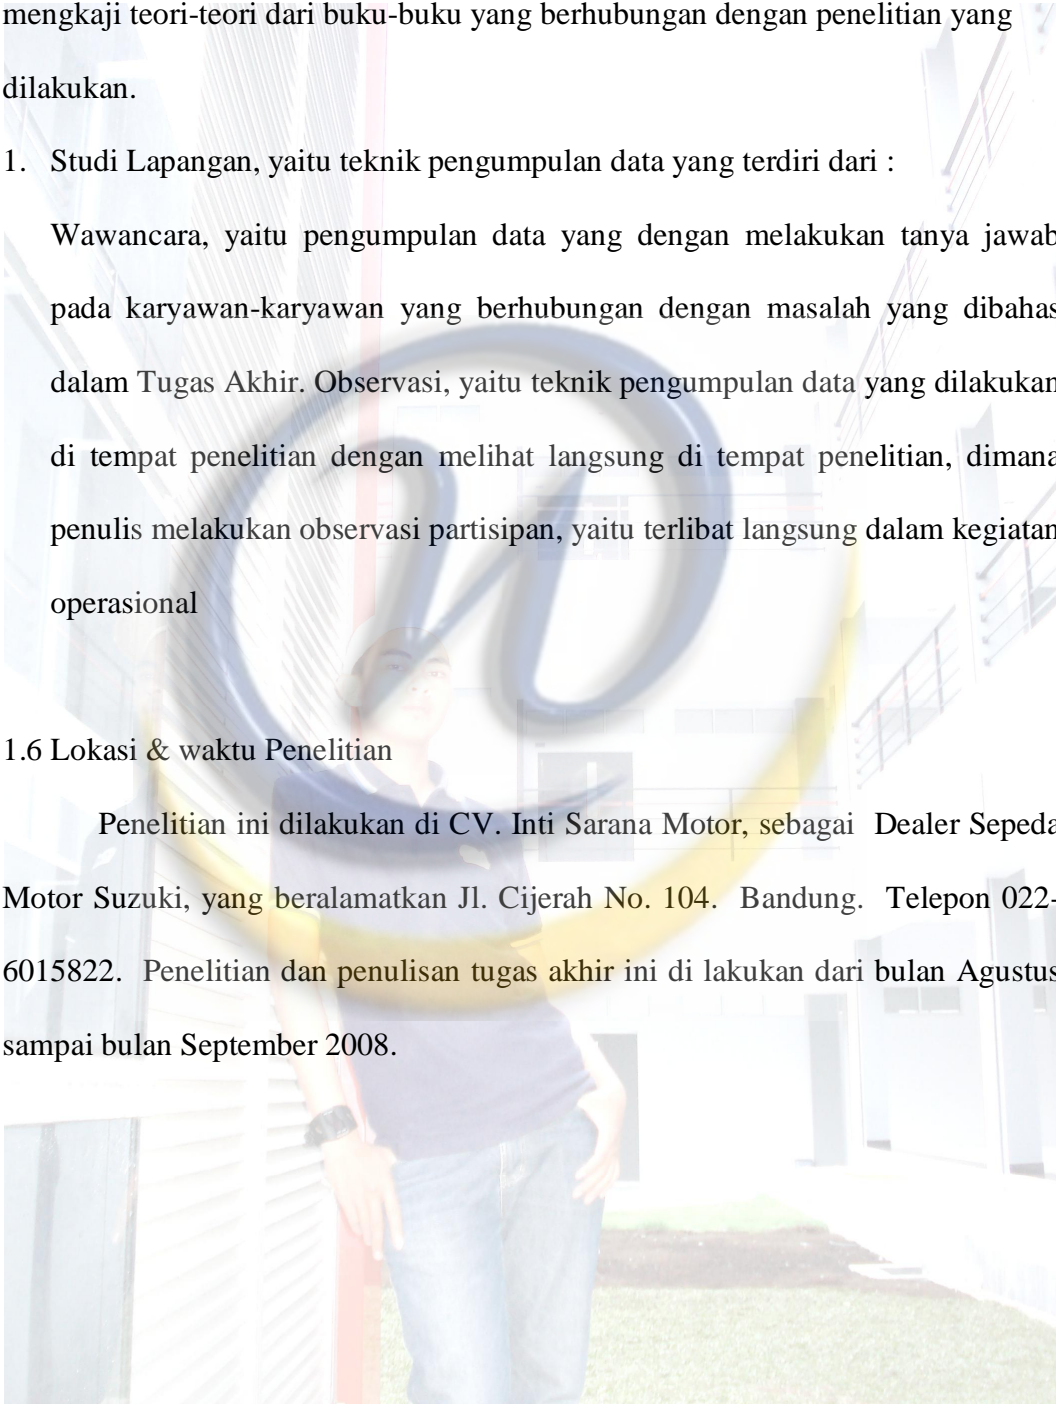 mengkaji teori-teori dari buku-buku yang berhubungan dengan penelitian yang
dilakukan.
1. Studi Lapangan, yaitu teknik pengumpulan data yang terdiri dari :
Wawancara, yaitu pengumpulan data yang dengan melakukan tanya jawab
pada karyawan-karyawan yang berhubungan dengan masalah yang dibahas
dalam Tugas Akhir. Observasi, yaitu teknik pengumpulan data yang dilakukan
di tempat penelitian dengan melihat langsung di tempat penelitian, dimana
penulis melakukan observasi partisipan, yaitu terlibat langsung dalam kegiatan
operasional
1.6 Lokasi & waktu Penelitian
Penelitian ini dilakukan di CV. Inti Sarana Motor, sebagai Dealer Sepeda
Motor Suzuki, yang beralamatkan Jl. Cijerah No. 104. Bandung. Telepon 022-
6015822. Penelitian dan penulisan tugas akhir ini di lakukan dari bulan Agustus
sampai bulan September 2008.